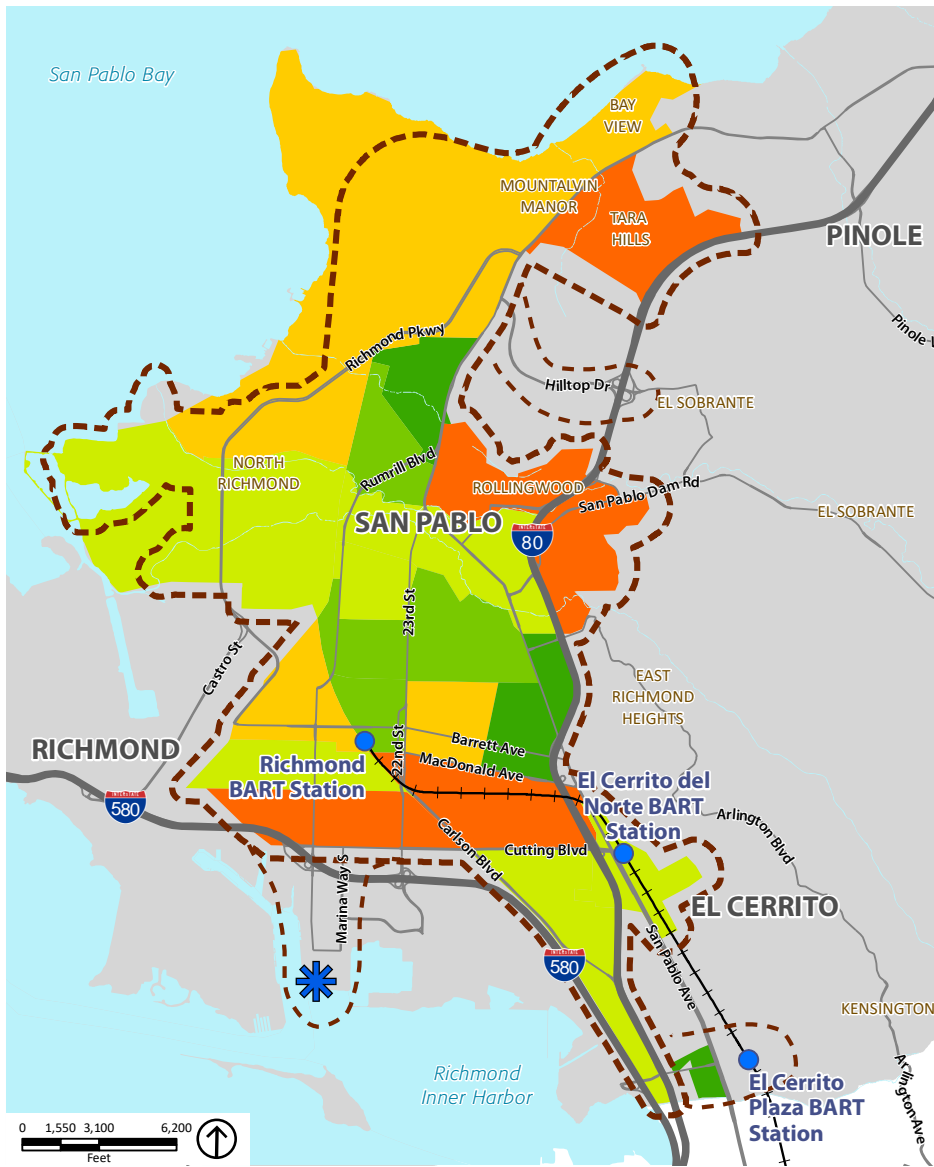 San Pablo Bay
BAY
VIEW
MOUNTALVIN
MANOR
TARA
HILLS
PINOLE
Richmond Pkwy
Pinole
Hilltop Dr
EL SOBRANTE
NORTH
RICHMOND
Rumrill Blvd
ROLLINGWOOD
San Pablo Dam Rd
SAN PABLO
EL SOBRANTE
INTERSTATE
80
23rd St
Castro St
EAST
RICHMOND
HEIGHTS
RICHMOND
22nd St
Barrett Ave
MacDonald Ave
Richmond
BART Station
El Cerrito del
Norte BART
Station
INTERSTATE
580
Arlington Blvd
Carlson Blvd
Cutting Blvd
Marina Way S
EL CERRITO
San Pablo Ave
INTERSTATE
580
KENSINGTON
Richmond
Inner Harbor
El Cerrito
Plaza BART
Station
Arlington Ave
0 1,550 3,100 6,200
Feet